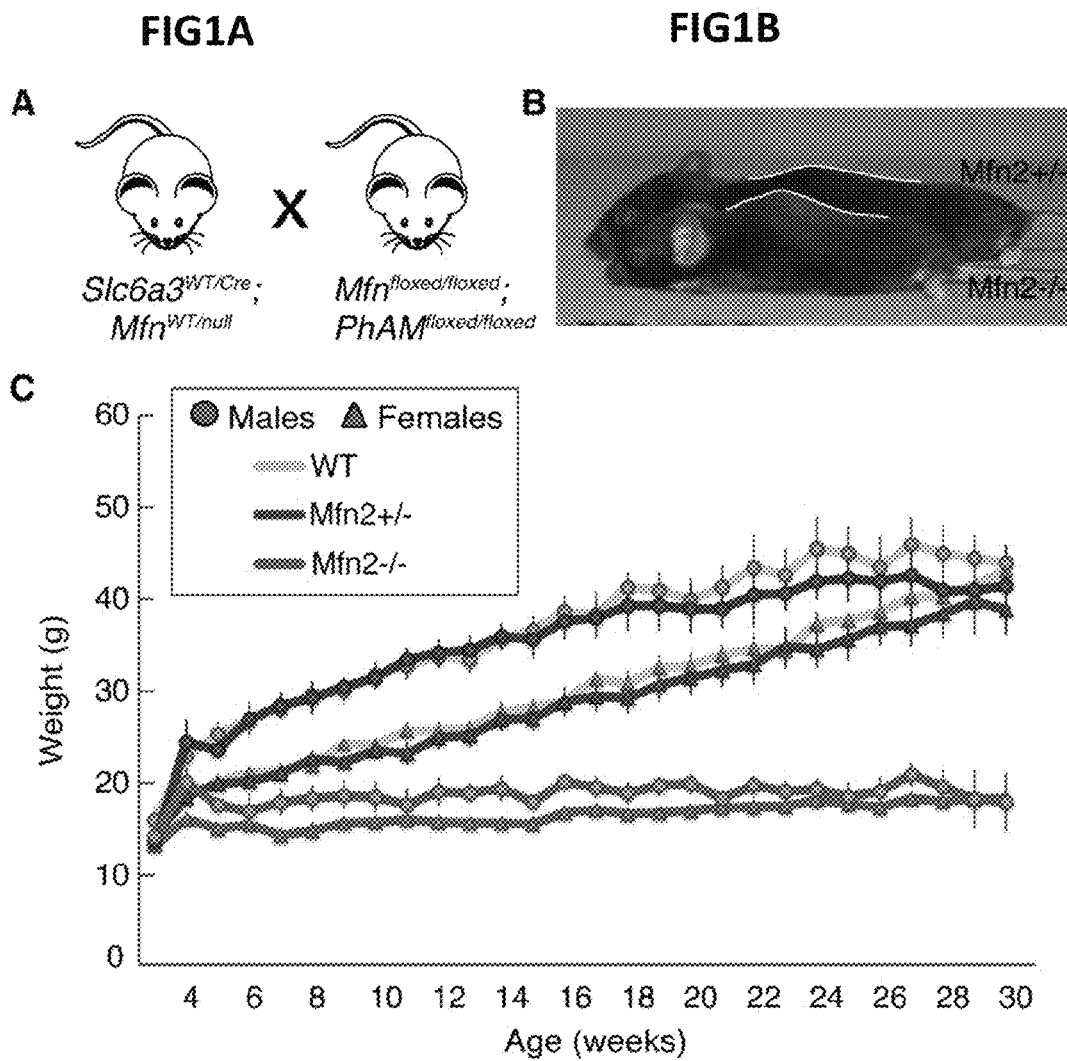 FIG1A
FIG1B
A
B
X
Slc6a3WT/Cre;
MfnWT/null
Mfnfloxed/floxed;
PhAMfloxed/floxed
Mfn2+/-
Mfn2-/-
C
Males Females
WT
Mfn2+/-
Mfn2-/-
Weight (g)
60
50
40
30
20
10
0
4 6 8 10 12 14 16 18 20 22 24 26 28 30
Age (weeks)